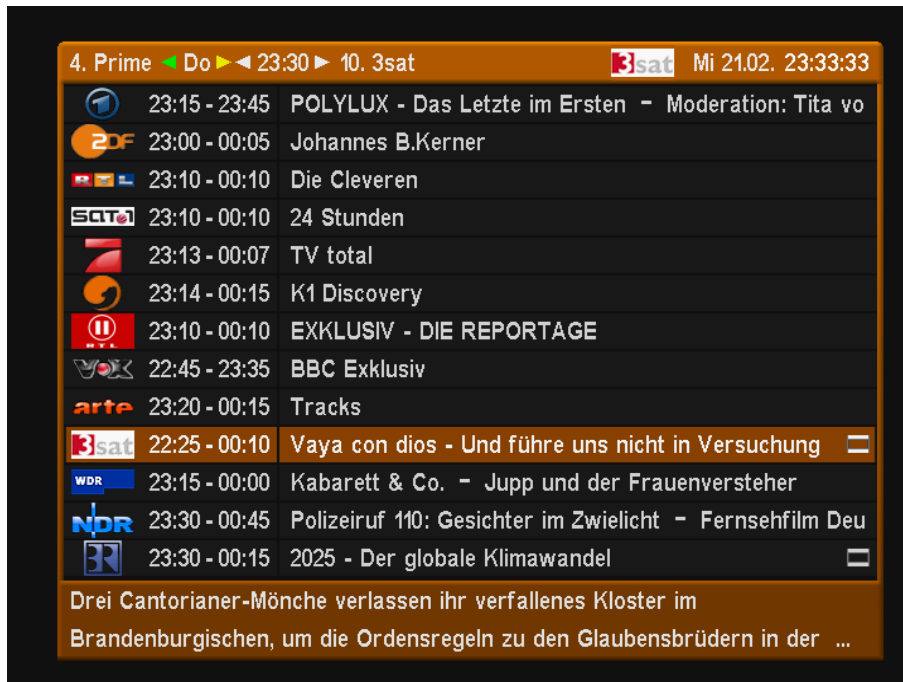 4. Prime ◄ Do ► ◄ 23:30 ► 10. 3sat 3sat Mi 21.02. 23:33:33
1 23:15 - 23:45 POLYLUX - Das Letzte im Ersten - Moderation: Tita vo
ZDF 23:00 - 00:05 Johannes B.Kerner
RTL 23:10 - 00:10 Die Cleveren
SAT1 23:10 - 00:10 24 Stunden
23:13 - 00:07 TV total
23:14 - 00:15 K1 Discovery
II RTL 23:10 - 00:10 EXKLUSIV - DIE REPORTAGE
VOX 22:45 - 23:35 BBC Exklusiv
arte 23:20 - 00:15 Tracks
3sat 22:25 - 00:10 Vaya con dios - Und führe uns nicht in Versuchung
WDR 23:15 - 00:00 Kabarett & Co. - Jupp und der Frauenversteher
NDR 23:30 - 00:45 Polizeiruf 110: Gesichter im Zwielicht - Fernsehfilm Deu
BR 23:30 - 00:15 2025 - Der globale Klimawandel
Drei Cantorianer-Mönche verlassen ihr verfallenes Kloster im
Brandenburgischen, um die Ordensregeln zu den Glaubensbrüdern in der ...